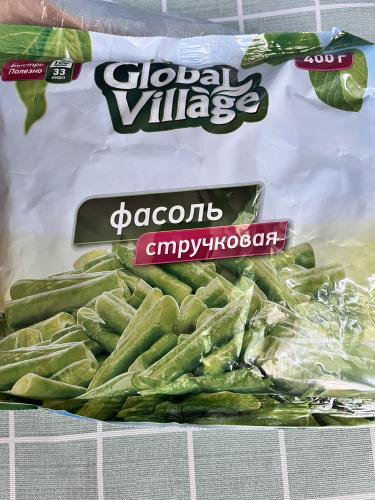 Быстро
Полезно
33
ккал
400 г
Global
Village
фасоль
стручковая